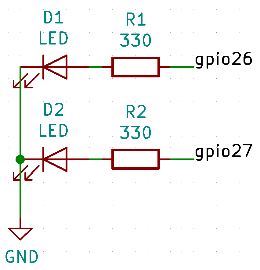 D1 R1
LED 330
gpio26
D2 R2
LED 330
gpio27
GND